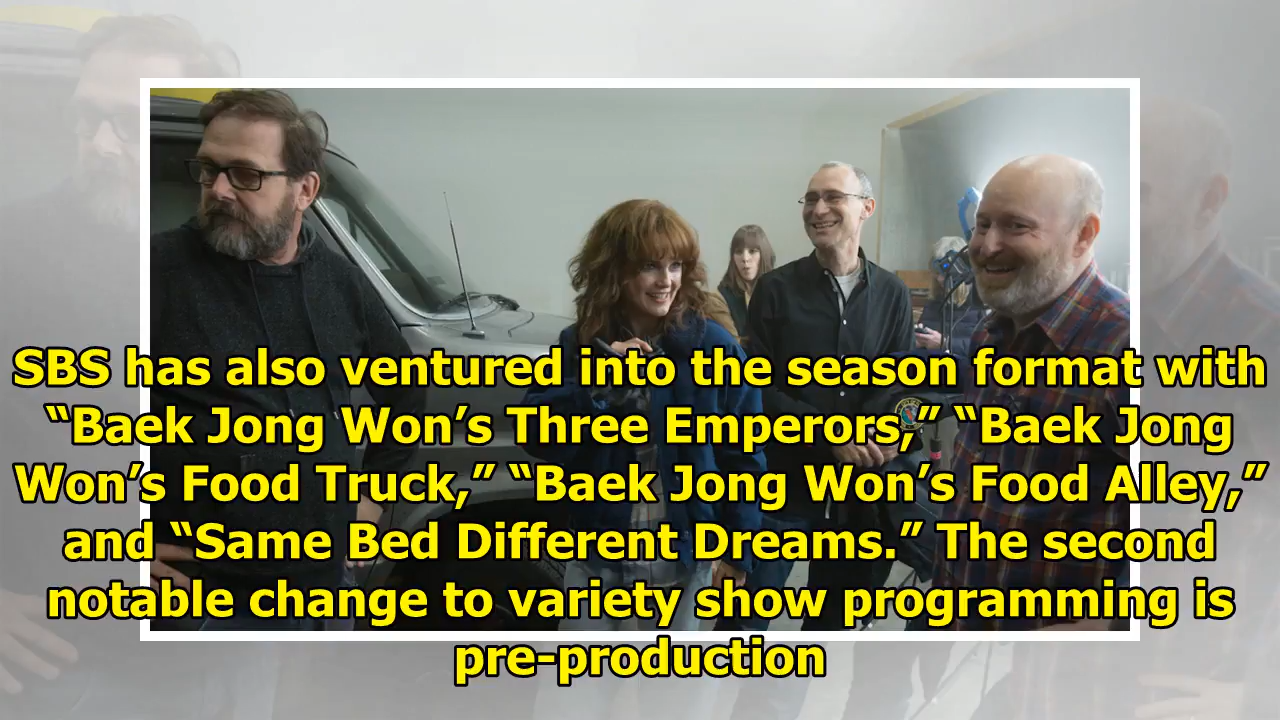 SBS has also ventured into the season format with
“Baek Jong Won’s Three Emperors,” “Baek Jong
Won’s Food Truck,” “Baek Jong Won’s Food Alley,”
and “Same Bed Different Dreams.” The second
notable change to variety show programming is
pre-production